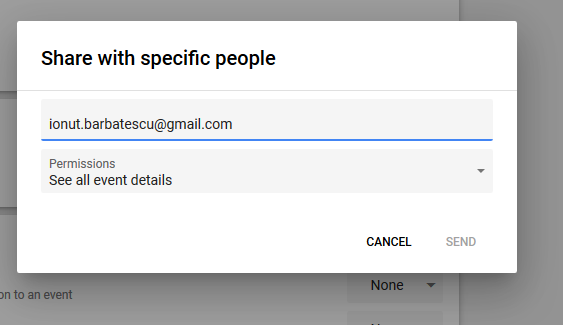 Share with specific people
ionut.barbatescu@gmail.com
Permissions
See all event details
CANCEL SEND
None
on to an event